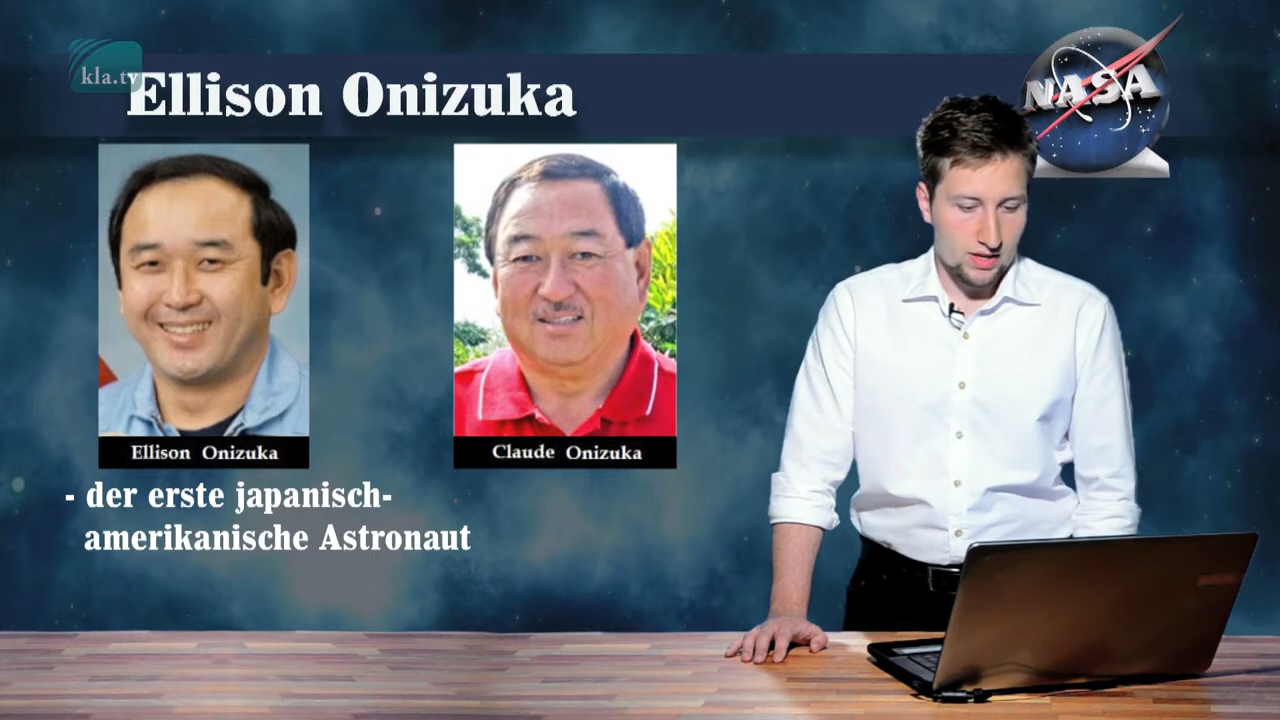 kla.tv
Ellison Onizuka
NASA
Ellison Onizuka
Claude Onizuka
- der erste japanisch-
amerikanische Astronaut